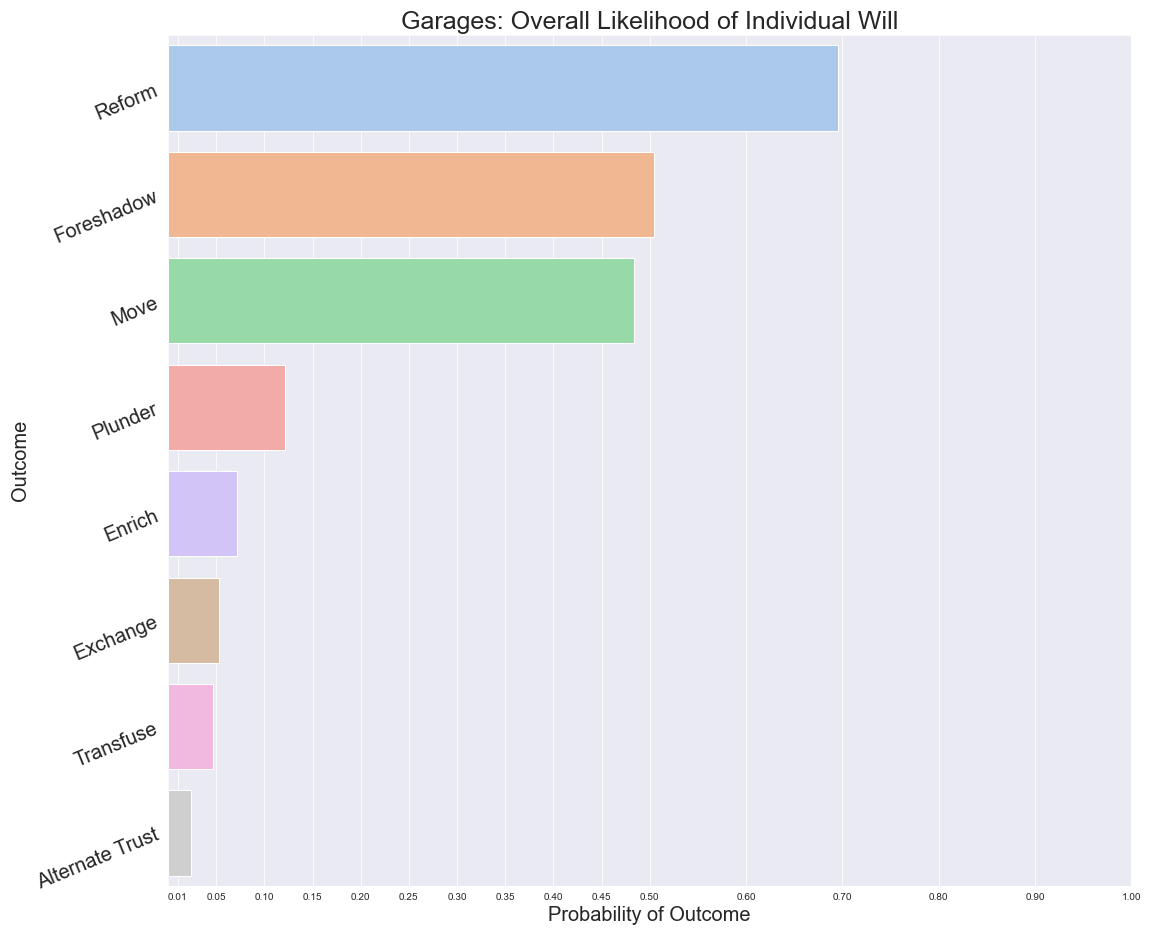 Garages: Overall Likelihood of Individual Will
Reform
Foreshadow
Move
Plunder
Enrich
Exchange
Transfuse
Alternate Trust
Outcome
0.01 0.05 0.10 0.15 0.20 0.25 0.30 0.35 0.40 0.45 0.50 0.60 0.70 0.80 0.90 1.00
Probability of Outcome